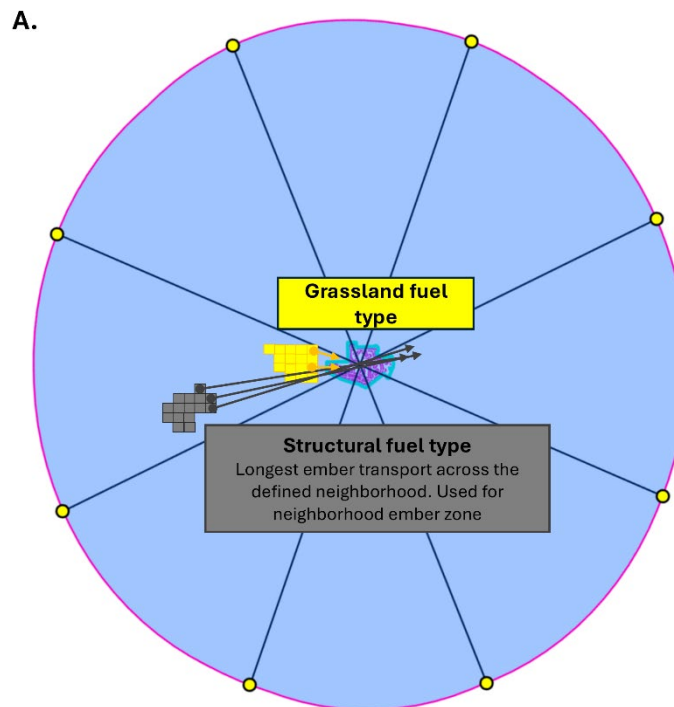 A.
Grassland fuel
type
Structural fuel type
Longest ember transport across the
defined neighborhood. Used for
neighborhood ember zone